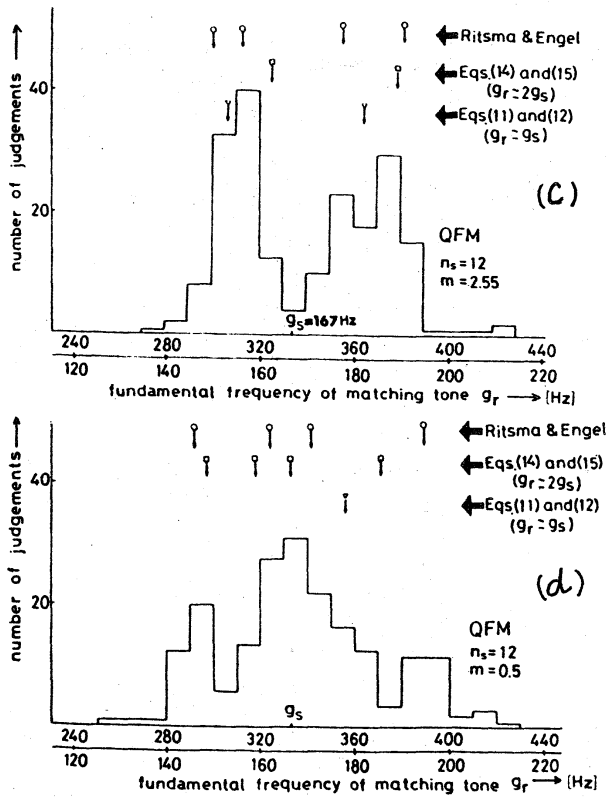 Ritsma & Engel
Eqs.(14) and (15)
(gr = 2gs)
Eqs.(11) and (12)
(gr = gs)
(C)
number of judgements
40
20
QFM
ns = 12
m = 2.55
gs = 167 Hz
240 280 320 360 400 440
120 140 160 180 200 220
fundamental frequency of matching tone gr → [Hz]
Ritsma & Engel
Eqs.(14) and (15)
(gr = 2gs)
Eqs.(11) and (12)
(gr = gs)
(d)
number of judgements
40
20
QFM
ns = 12
m = 0.5
gs
240 280 320 360 400 440
120 140 160 180 200 220
fundamental frequency of matching tone gr → [Hz]